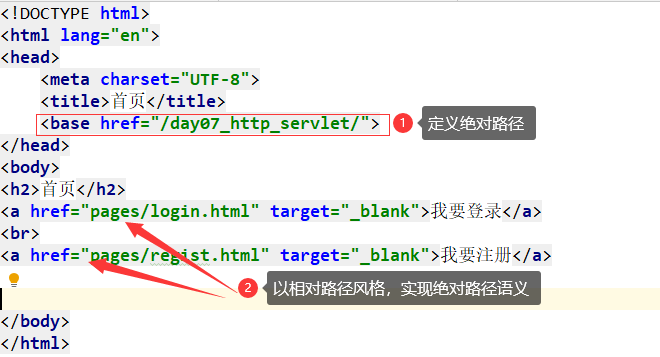 <!DOCTYPE html>
<html lang="en">
<head>
    <meta charset="UTF-8">
    <title>首页</title>
    <base href="/day07_http_servlet/"> 1 定义绝对路径
</head>
<body>
<h2>首页</h2>
<a href="pages/login.html" target="_blank">我要登录</a>
<br>
<a href="pages/regist.html" target="_blank">我要注册</a>
2 以相对路径风格，实现绝对路径语义
</body>
</html>